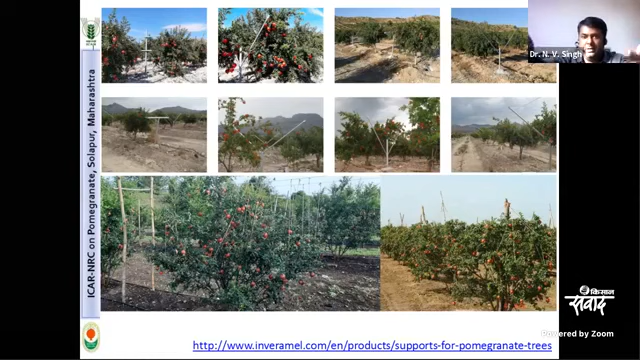 Dr. N. V. Singh
ICAR-NRC on Pomegranate, Solapur, Maharashtra
किसान
संवाद
Powered by Zoom
http://www.inveramel.com/en/products/supports-for-pomegranate-trees